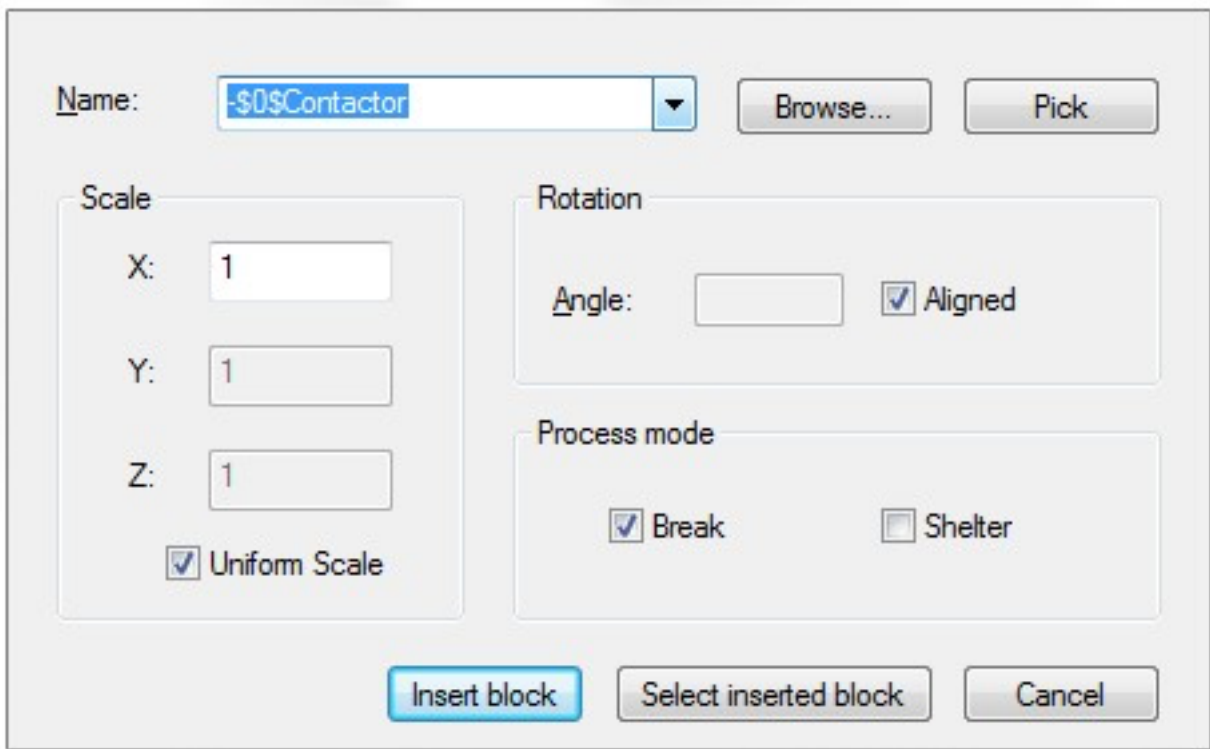 Name: -$0$Contactor Browse... Pick
Scale Rotation
X: 1
Angle: Aligned
Y: 1
Process mode
Z: 1
Break Shelter
Uniform Scale
Insert block Select inserted block Cancel